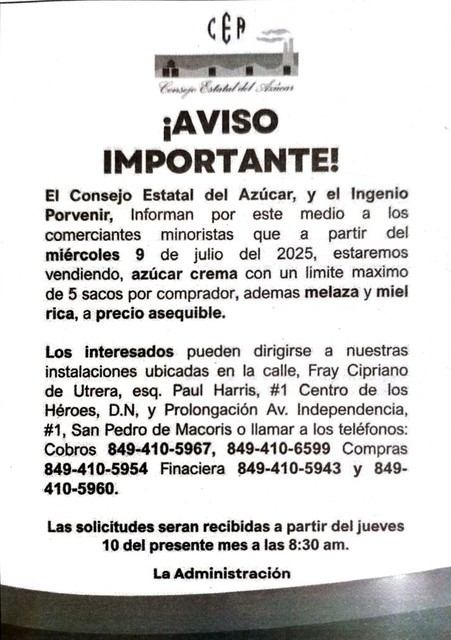 CEA
Consejo Estatal del Azúcar
¡AVISO
IMPORTANTE!
El Consejo Estatal del Azúcar, y el Ingenio
Porvenir, Informan por este medio a los
comerciantes minoristas que a partir del
miércoles 9 de julio del 2025, estaremos
vendiendo, azúcar crema con un limite maximo
de 5 sacos por comprador, ademas melaza y miel
rica, a precio asequible.
Los interesados pueden dirigirse a nuestras
instalaciones ubicadas en la calle, Fray Cipriano
de Utrera, esq. Paul Harris, #1 Centro de los
Héroes, D.N, y Prolongación Av. Independencia,
#1, San Pedro de Macoris o llamar a los teléfonos:
Cobros 849-410-5967, 849-410-6599 Compras
849-410-5954 Finaciera 849-410-5943 y 849-
410-5960.
Las solicitudes seran recibidas a partir del jueves
10 del presente mes a las 8:30 am.
La Administración